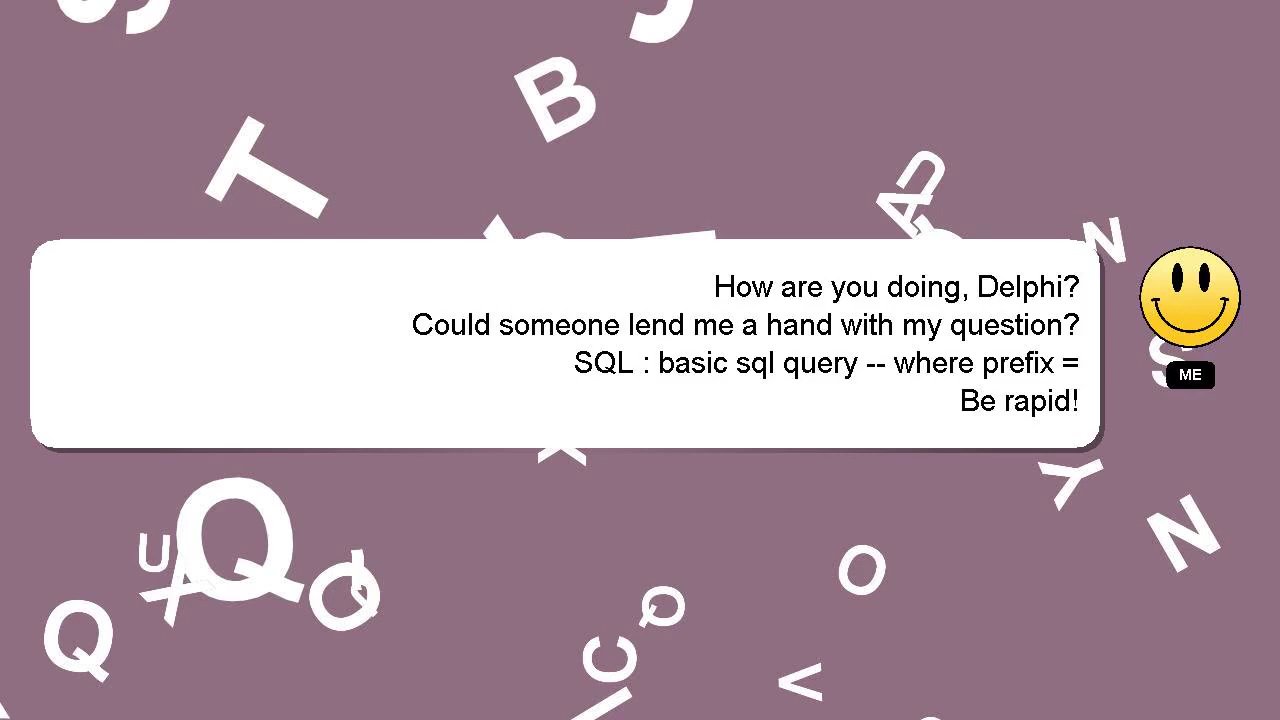 How are you doing, Delphi?
Could someone lend me a hand with my question?
SQL : basic sql query -- where prefix =
Be rapid!
ME
T
B
U
A
N
S
Y
N
Q
U
Q
Q
O
Q
C
V